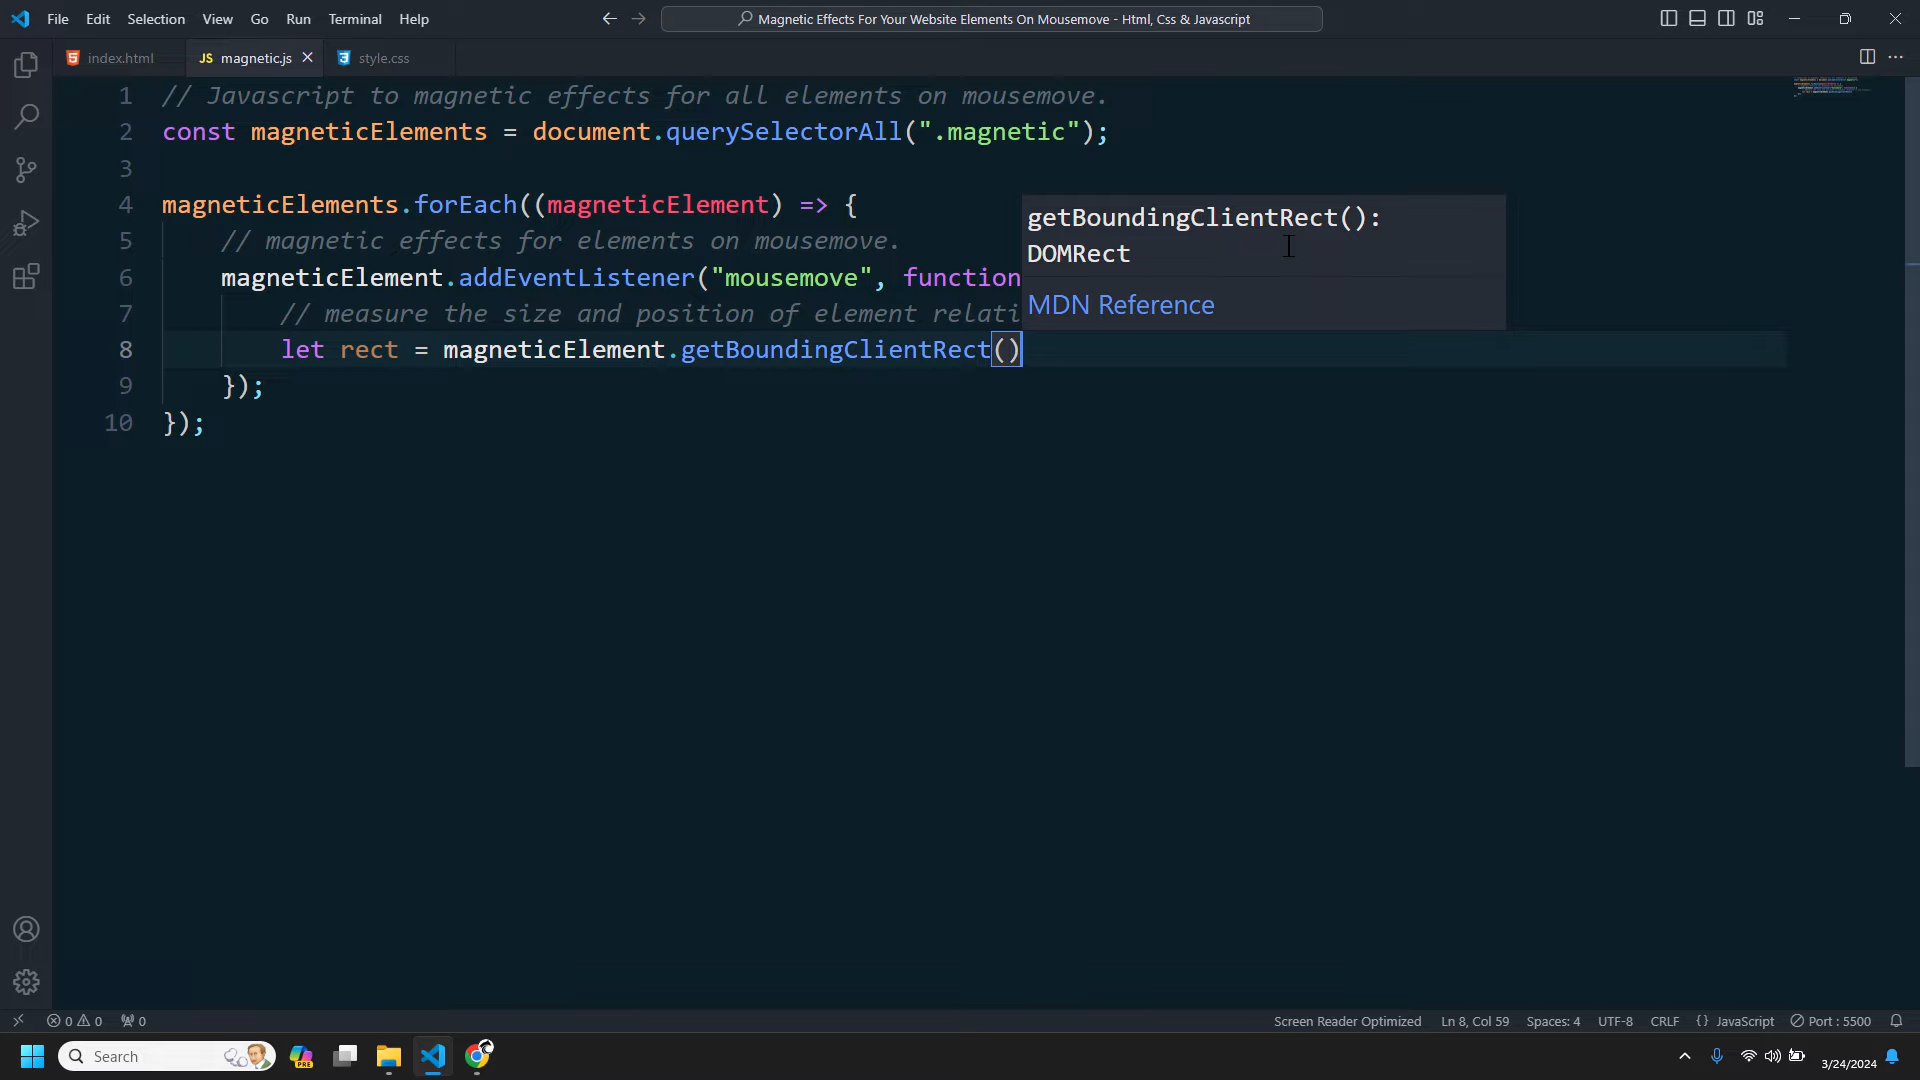 File Edit Selection View Go Run Terminal Help
Magnetic Effects For Your Website Elements On Mousemove - Html, Css & Javascript
index.html
JS magnetic.js
style.css
1 // Javascript to magnetic effects for all elements on mousemove.
2 const magneticElements = document.querySelectorAll(".magnetic");
3
4 magneticElements.forEach((magneticElement) => {
5 // magnetic effects for elements on mousemove.
6 magneticElement.addEventListener("mousemove", function
7 // measure the size and position of element relati
8 let rect = magneticElement.getBoundingClientRect()
9 });
10 });
getBoundingClientRect():
DOMRect
MDN Reference
0 0 0
Screen Reader Optimized Ln 8, Col 59 Spaces: 4 UTF-8 CRLF {} JavaScript Port : 5500
Search
PRE
3/24/2024